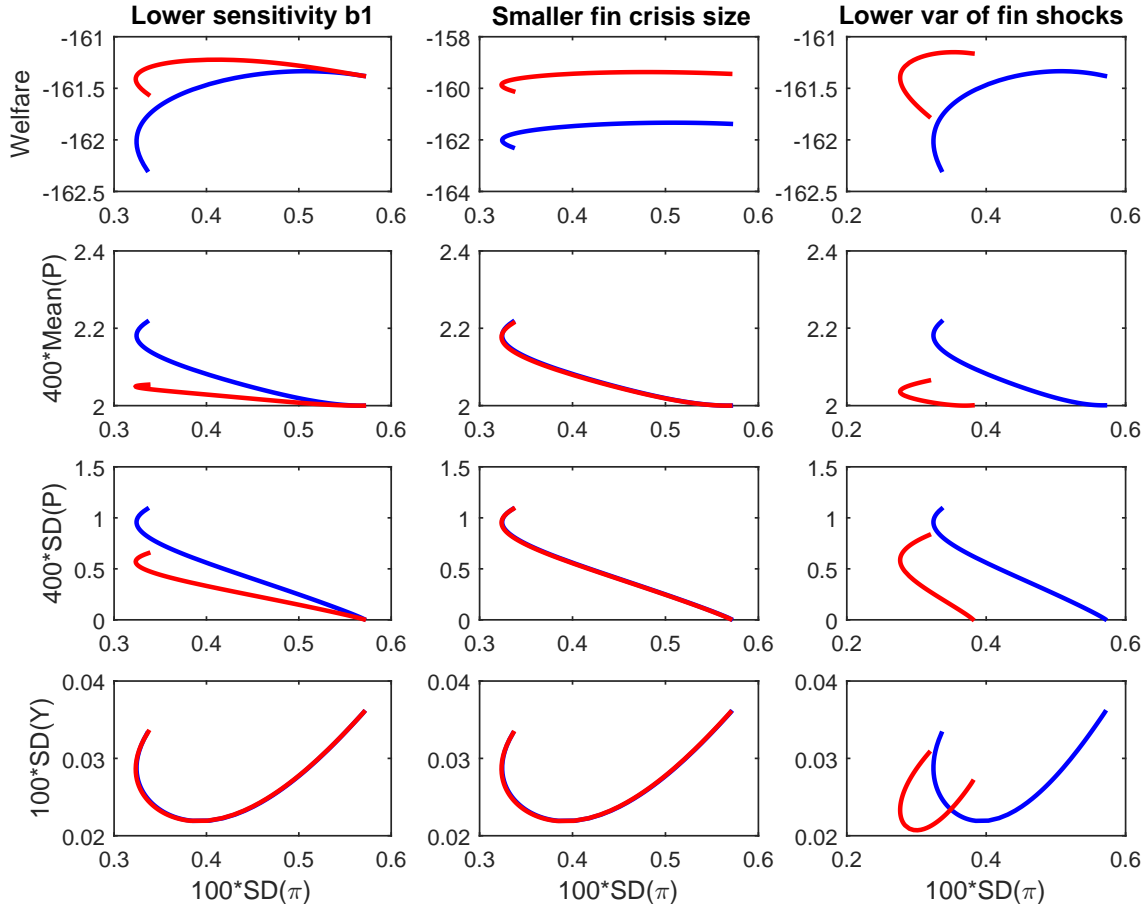 Lower sensitivity b1
Smaller fin crisis size
Lower var of fin shocks
Welfare
-161
-161.5
-162
-162.5
0.3 0.4 0.5 0.6
-158
-160
-162
-164
0.3 0.4 0.5 0.6
-161
-161.5
-162
-162.5
0.2 0.4 0.6
400*Mean(P)
2.4
2.2
2
0.3 0.4 0.5 0.6
2.4
2.2
2
0.3 0.4 0.5 0.6
2.4
2.2
2
0.2 0.4 0.6
400*SD(P)
1.5
1
0.5
0
0.3 0.4 0.5 0.6
1.5
1
0.5
0
0.3 0.4 0.5 0.6
1.5
1
0.5
0
0.2 0.4 0.6
100*SD(Y)
0.04
0.03
0.02
0.3 0.4 0.5 0.6
100*SD(π)
0.04
0.03
0.02
0.3 0.4 0.5 0.6
100*SD(π)
0.04
0.03
0.02
0.2 0.4 0.6
100*SD(π)